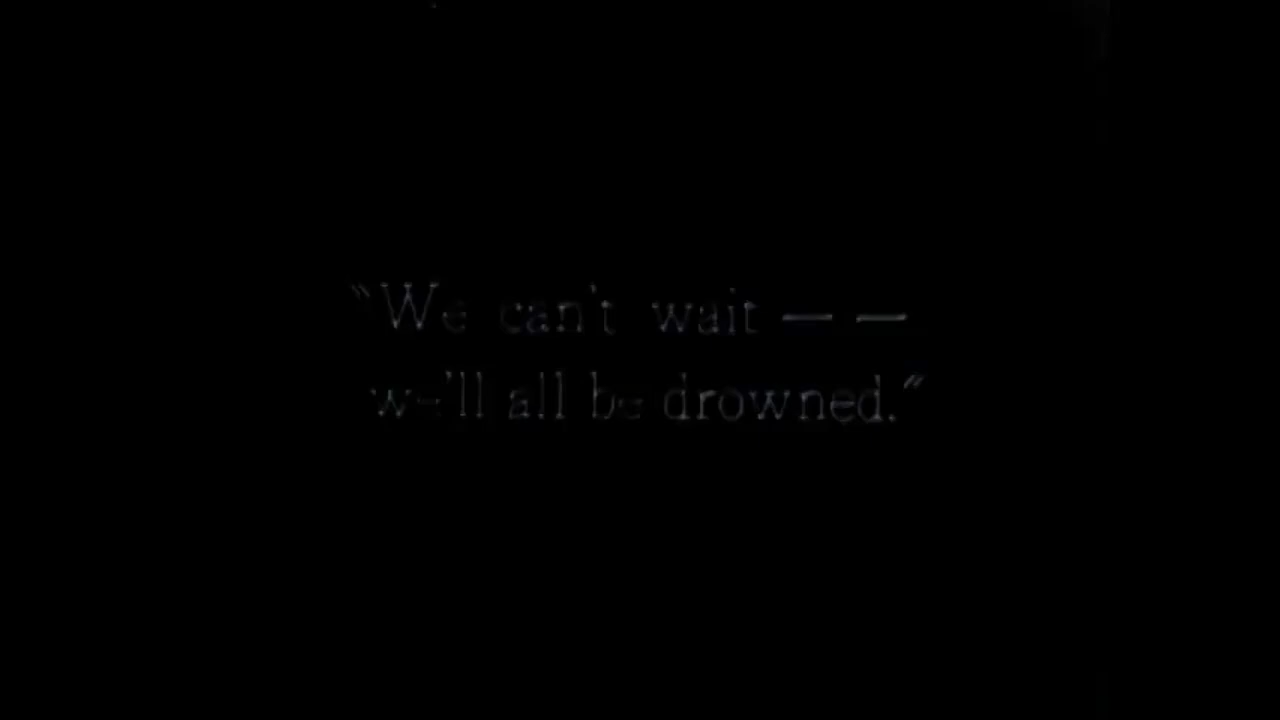 "We can't wait — —
we'll all be drowned."